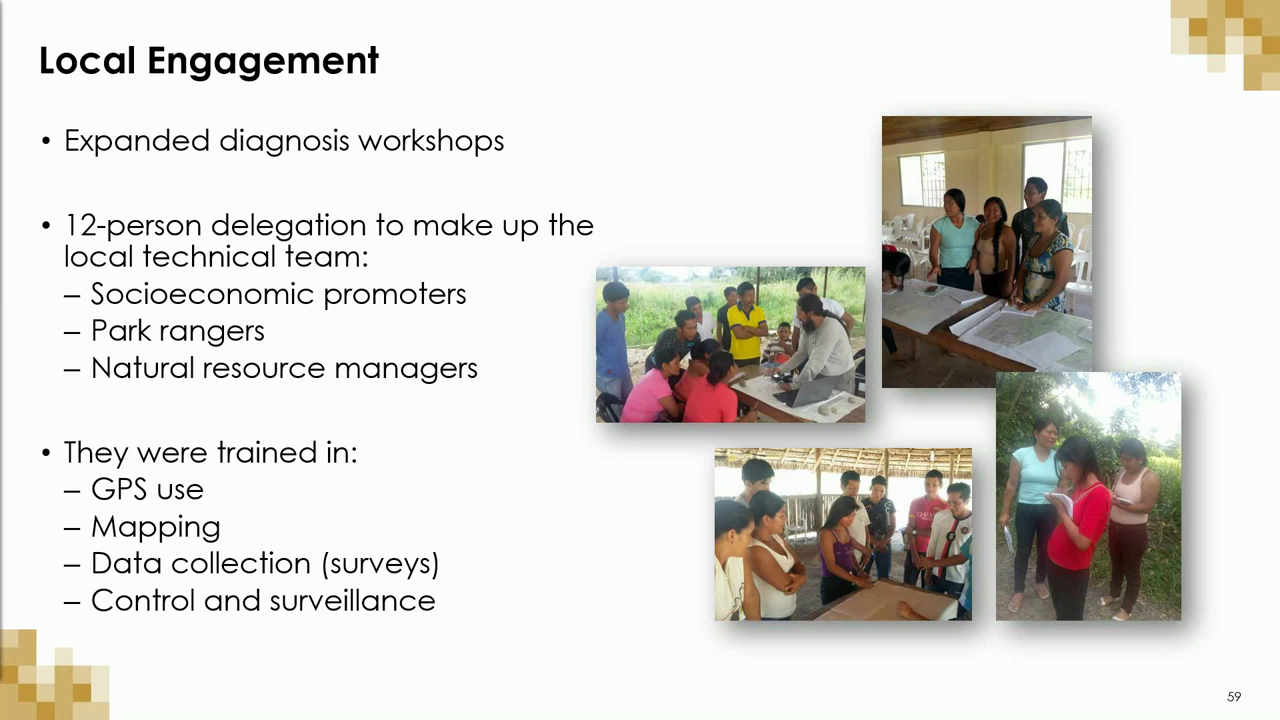 Local Engagement
• Expanded diagnosis workshops
• 12-person delegation to make up the
local technical team:
– Socioeconomic promoters
– Park rangers
– Natural resource managers
• They were trained in:
– GPS use
– Mapping
– Data collection (surveys)
– Control and surveillance
59